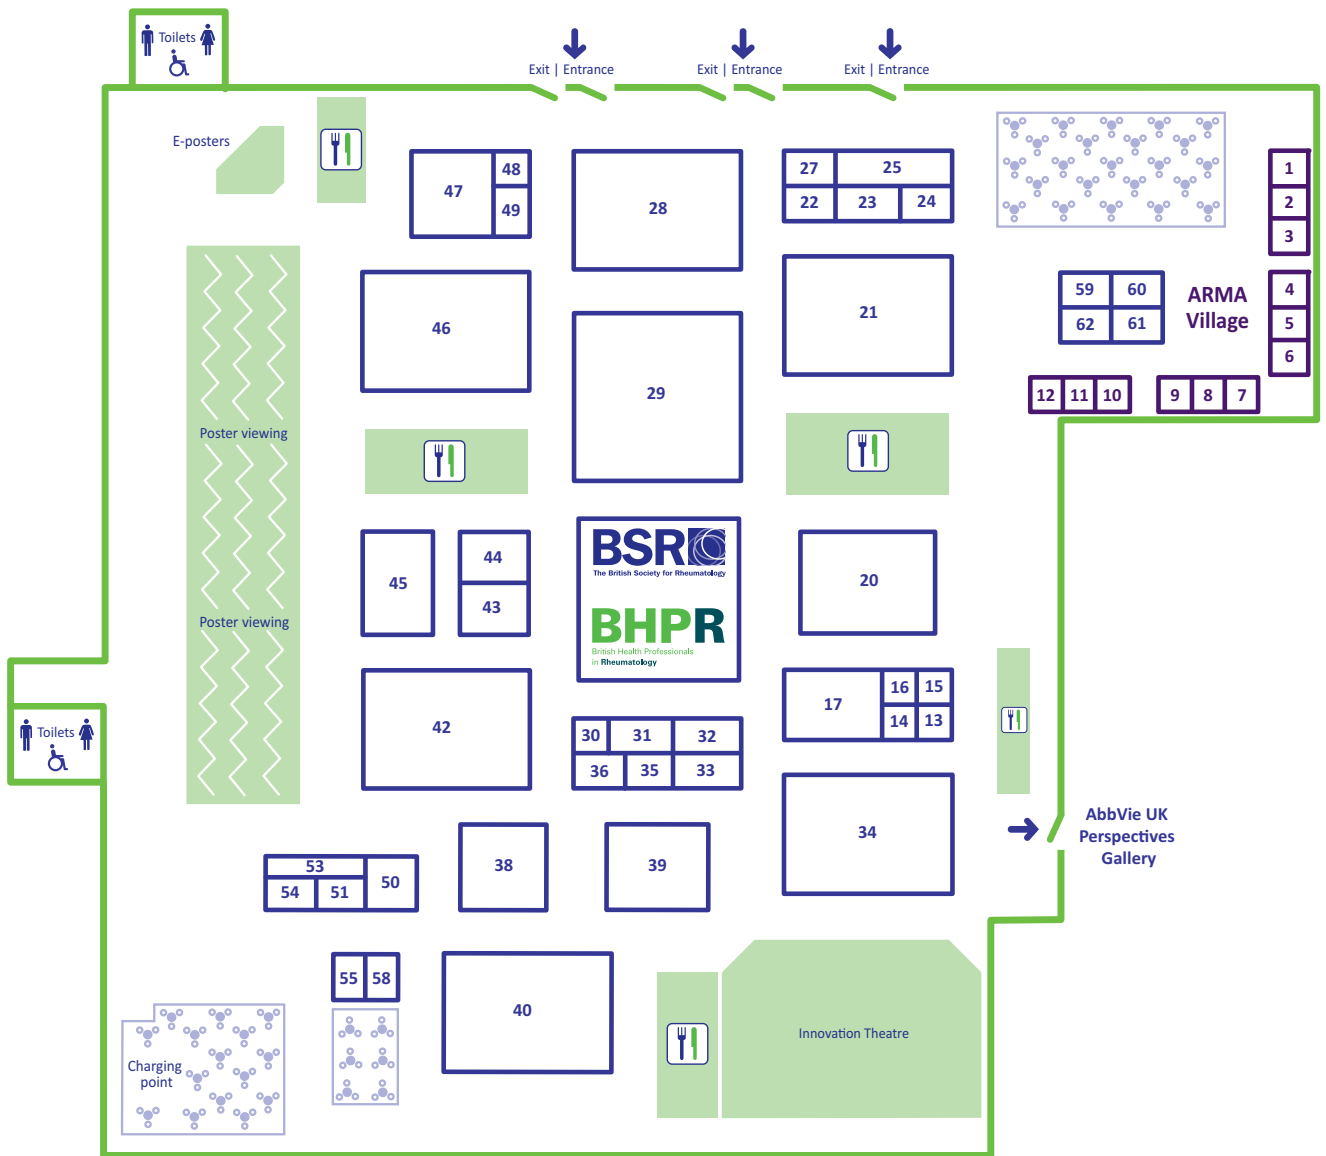 Toilets
Exit | Entrance
Exit | Entrance
Exit | Entrance
E-posters
47
48
49
28
27
25
22
23
24
1
2
3
46
29
21
59
60
62
61
ARMA
Village
4
5
6
12
11
10
9
8
7
Poster viewing
45
44
43
BSR
The British Society for Rheumatology
BHPR
British Health Professionals
in Rheumatology
20
Poster viewing
42
17
16
15
14
13
30
31
32
36
35
33
Toilets
34
AbbVie UK
Perspectives
Gallery
53
54
51
50
38
39
55
58
40
Innovation Theatre
Charging
point